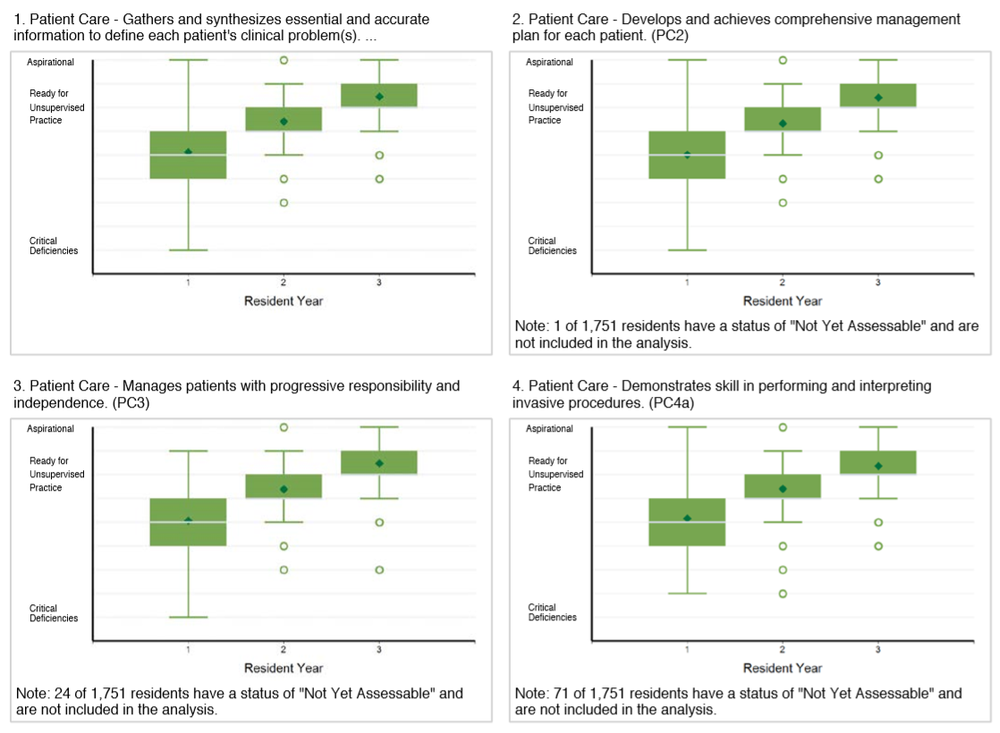 1. Patient Care - Gathers and synthesizes essential and accurate
information to define each patient's clinical problem(s). ...
Aspirational
Ready for
Unsupervised
Practice
Critical
Deficiencies
1
2
3
Resident Year
2. Patient Care - Develops and achieves comprehensive management
plan for each patient. (PC2)
Aspirational
Ready for
Unsupervised
Practice
Critical
Deficiencies
1
2
3
Resident Year
Note: 1 of 1,751 residents have a status of "Not Yet Assessable" and are
not included in the analysis.
3. Patient Care - Manages patients with progressive responsibility and
independence. (PC3)
Aspirational
Ready for
Unsupervised
Practice
Critical
Deficiencies
1
2
3
Resident Year
Note: 24 of 1,751 residents have a status of "Not Yet Assessable" and
are not included in the analysis.
4. Patient Care - Demonstrates skill in performing and interpreting
invasive procedures. (PC4a)
Aspirational
Ready for
Unsupervised
Practice
Critical
Deficiencies
1
2
3
Resident Year
Note: 71 of 1,751 residents have a status of "Not Yet Assessable" and
are not included in the analysis.